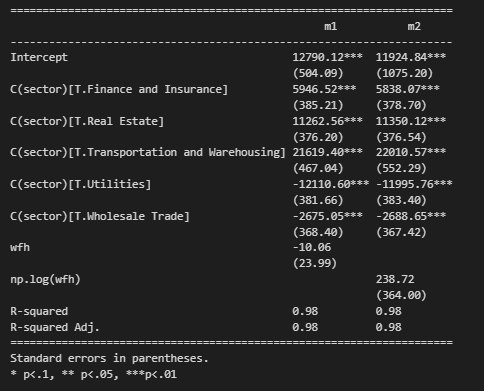 ====================================================================
m1 m2
--------------------------------------------------------------------
Intercept 12790.12*** 11924.84***
(504.09) (1075.20)
C(sector)[T.Finance and Insurance] 5946.52*** 5838.07***
(385.21) (378.70)
C(sector)[T.Real Estate] 11262.56*** 11350.12***
(376.20) (376.54)
C(sector)[T.Transportation and Warehousing] 21619.40*** 22010.57***
(467.04) (552.29)
C(sector)[T.Utilities] -12110.60*** -11995.76***
(381.66) (383.40)
C(sector)[T.Wholesale Trade] -2675.05*** -2688.65***
(368.40) (367.42)
wfh -10.06
(23.99)
np.log(wfh) 238.72
(364.00)
R-squared 0.98 0.98
R-squared Adj. 0.98 0.98
====================================================================
Standard errors in parentheses.
* p<.1, ** p<.05, ***p<.01